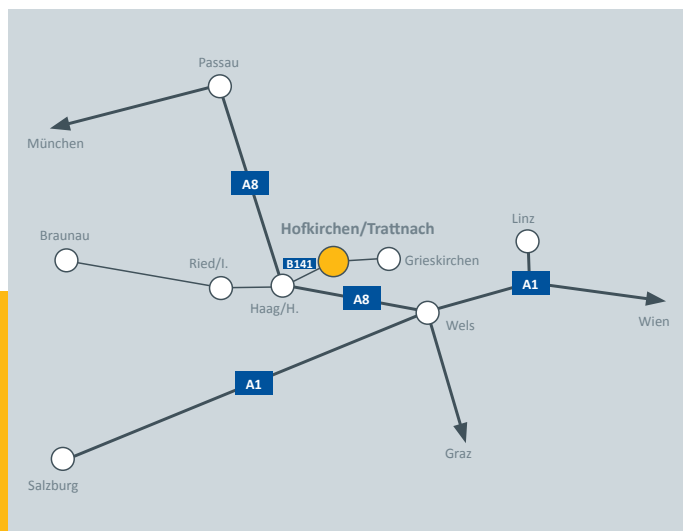 Passau
München
A8
Hofkirchen/Trattnach
Linz
Braunau
Ried/I.
B141
Grieskirchen
Haag/H.
A8
A1
Wels
Wien
A1
Graz
Salzburg